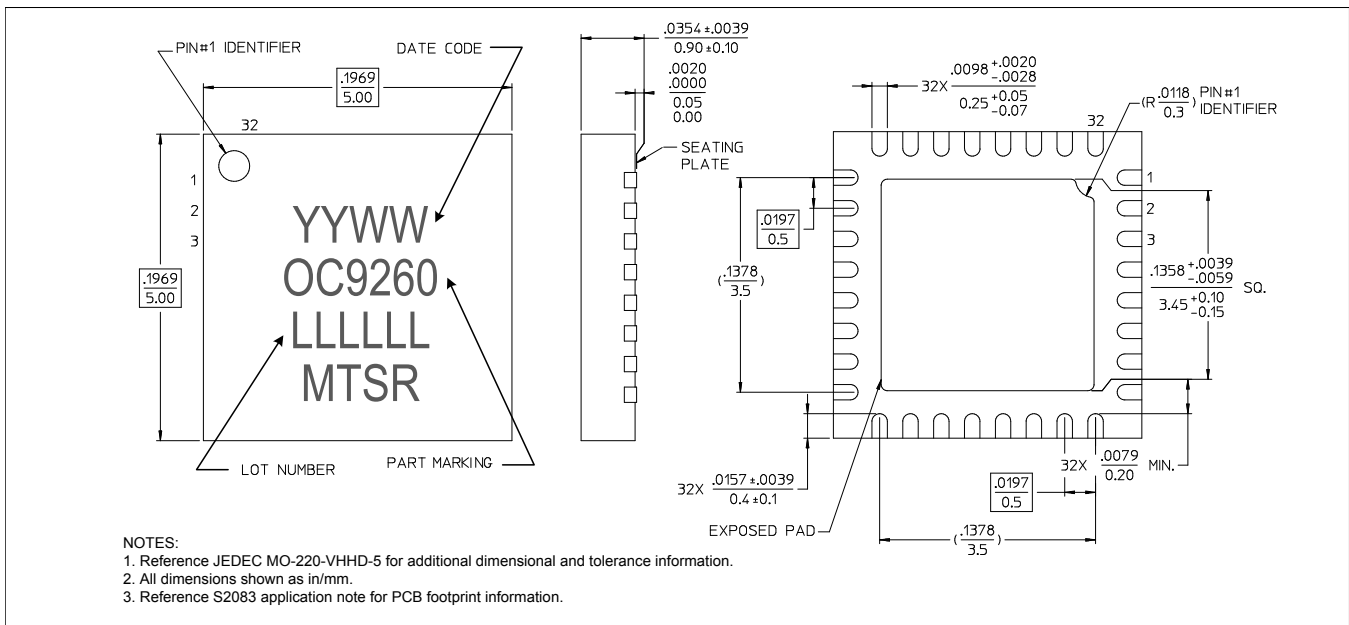 PIN#1 IDENTIFIER
DATE CODE
.1969
5.00
32
1
2
3
.1969
5.00
YYWW
OC9260
LLLLLL
MTSR
LOT NUMBER
PART MARKING
.0354 ±.0039
0.90 ±0.10
.0020
.0000
0.05
0.00
SEATING
PLATE
32X .0098 +.0020 -.0028
0.25 +0.05 -0.07
(R .0118 / 0.3) PIN#1
IDENTIFIER
32
1
2
3
.0197
0.5
(.1378 / 3.5)
.1358 +.0039 -.0059
3.45 +0.10 -0.15
SQ.
32X .0157 ±.0039
0.4 ±0.1
EXPOSED PAD
(.1378 / 3.5)
.0197
0.5
32X .0079 MIN.
0.20
NOTES:
1. Reference JEDEC MO-220-VHHD-5 for additional dimensional and tolerance information.
2. All dimensions shown as in/mm.
3. Reference S2083 application note for PCB footprint information.